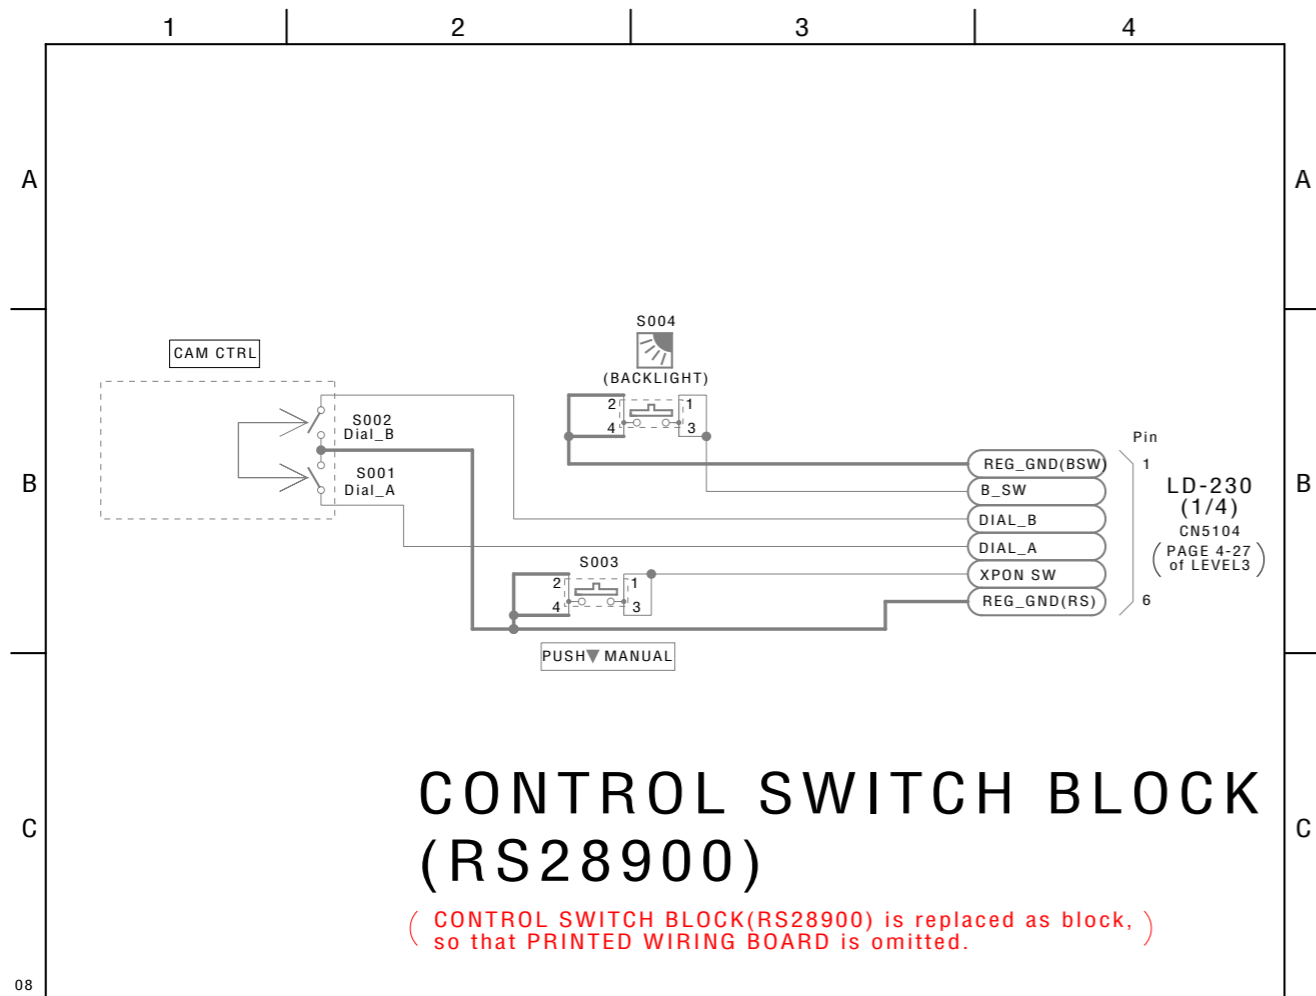 1 2 3 4
A A
S004
CAM CTRL
(BACKLIGHT)
2 1
S002
Dial_B
4 3
Pin
REG_GND(BSW) 1
S001
Dial_A
B B
B_SW
LD-230
(1/4)
DIAL_B
CN5104
DIAL_A
(PAGE 4-27
of LEVEL3)
S003
2 1
XPON SW
4 3
REG_GND(RS) 6
PUSH▼MANUAL
CONTROL SWITCH BLOCK
C C
(RS28900)
(CONTROL SWITCH BLOCK(RS28900) is replaced as block,
so that PRINTED WIRING BOARD is omitted.)
08